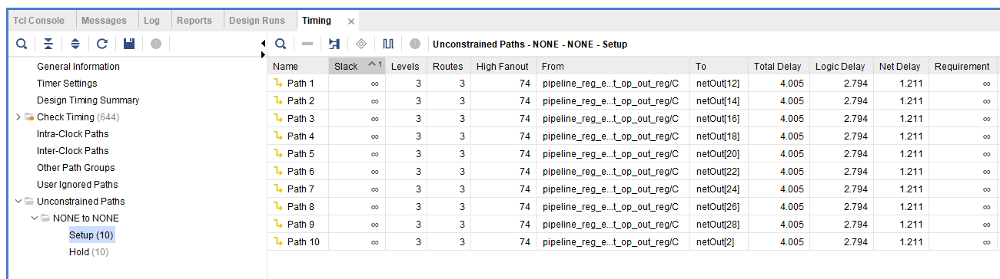 Tcl Console Messages Log Reports Design Runs Timing ×
Unconstrained Paths - NONE - NONE - Setup
General Information
Timer Settings
Design Timing Summary
Check Timing (644)
Intra-Clock Paths
Inter-Clock Paths
Other Path Groups
User Ignored Paths
Unconstrained Paths
NONE to NONE
Setup (10)
Hold (10)
Name Slack ^1 Levels Routes High Fanout From To Total Delay Logic Delay Net Delay Requirement
Path 1 ∞ 3 3 74 pipeline_reg_e...t_op_out_reg/C netOut[12] 4.005 2.794 1.211 ∞
Path 2 ∞ 3 3 74 pipeline_reg_e...t_op_out_reg/C netOut[14] 4.005 2.794 1.211 ∞
Path 3 ∞ 3 3 74 pipeline_reg_e...t_op_out_reg/C netOut[16] 4.005 2.794 1.211 ∞
Path 4 ∞ 3 3 74 pipeline_reg_e...t_op_out_reg/C netOut[18] 4.005 2.794 1.211 ∞
Path 5 ∞ 3 3 74 pipeline_reg_e...t_op_out_reg/C netOut[20] 4.005 2.794 1.211 ∞
Path 6 ∞ 3 3 74 pipeline_reg_e...t_op_out_reg/C netOut[22] 4.005 2.794 1.211 ∞
Path 7 ∞ 3 3 74 pipeline_reg_e...t_op_out_reg/C netOut[24] 4.005 2.794 1.211 ∞
Path 8 ∞ 3 3 74 pipeline_reg_e...t_op_out_reg/C netOut[26] 4.005 2.794 1.211 ∞
Path 9 ∞ 3 3 74 pipeline_reg_e...t_op_out_reg/C netOut[28] 4.005 2.794 1.211 ∞
Path 10 ∞ 3 3 74 pipeline_reg_e...t_op_out_reg/C netOut[2] 4.005 2.794 1.211 ∞